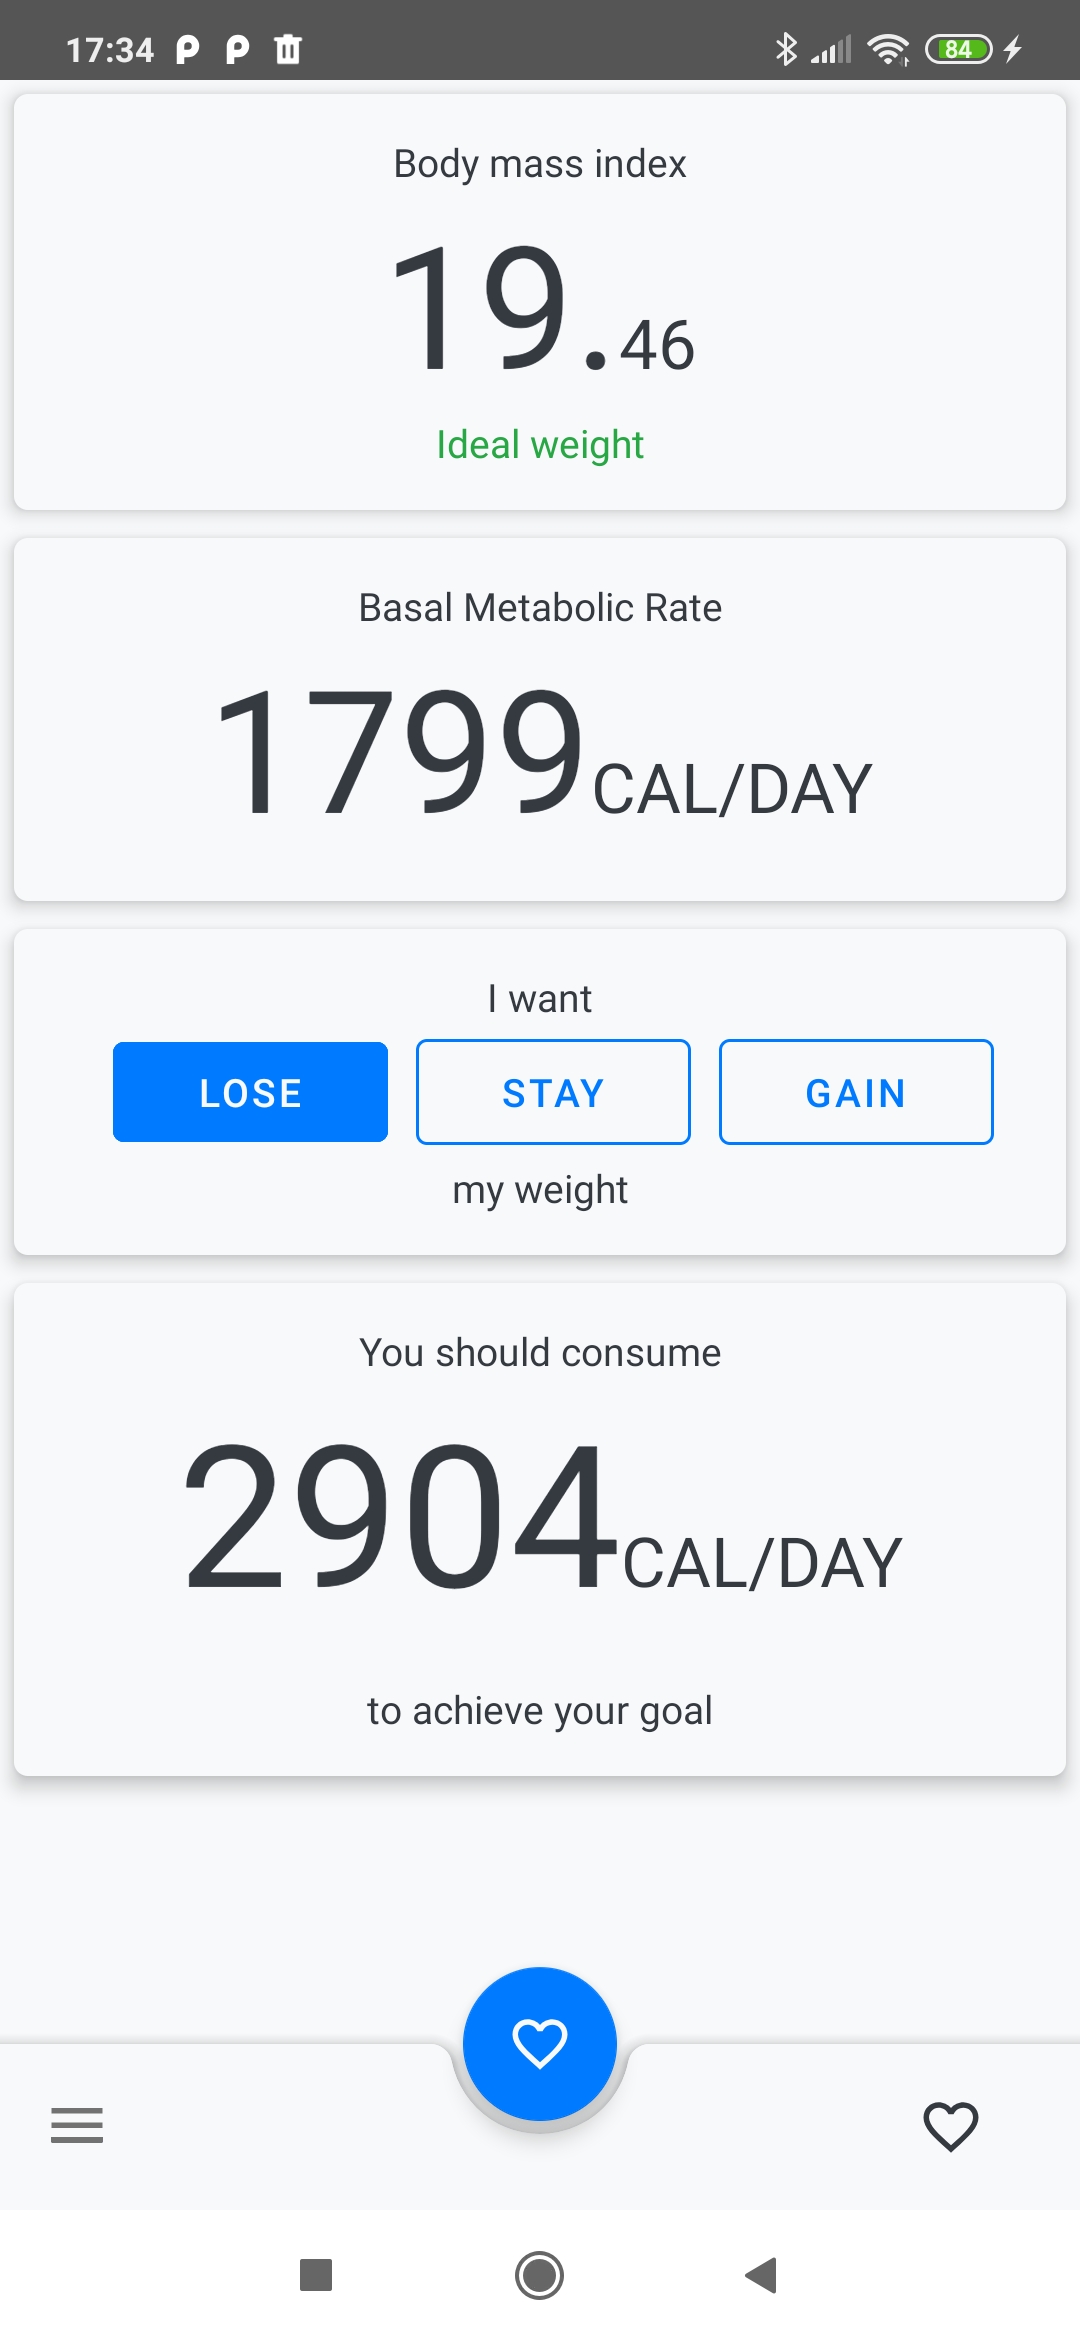 17:34
84
Body mass index
19.46
Ideal weight
Basal Metabolic Rate
1799CAL/DAY
I want
LOSE STAY GAIN
my weight
You should consume
2904CAL/DAY
to achieve your goal